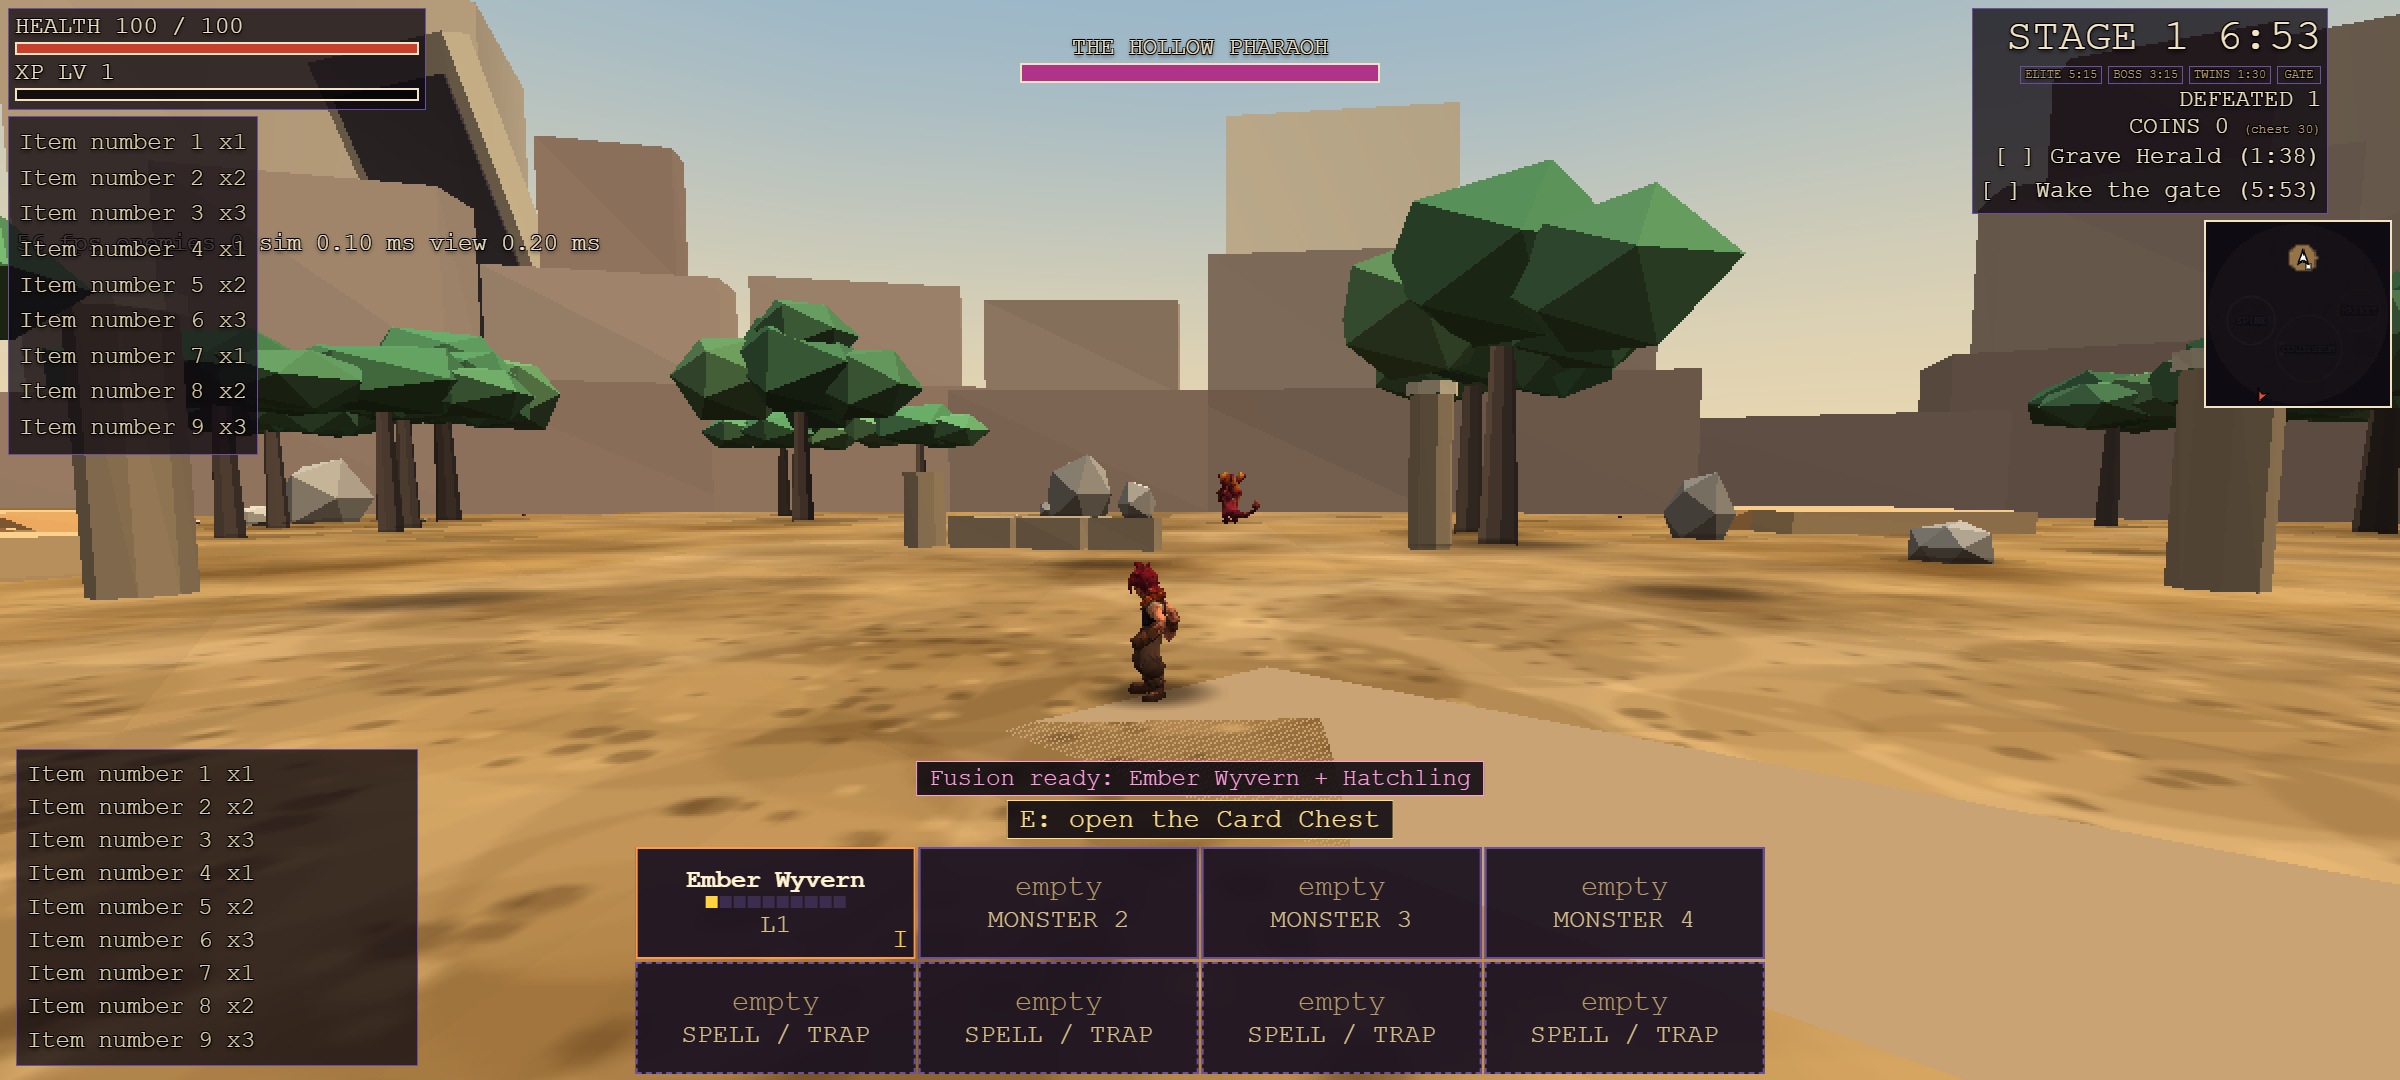 HEALTH 100 / 100
XP LV 1
Item number 1 x1
Item number 2 x2
Item number 3 x3
Item number 4 x1
Item number 5 x2
Item number 6 x3
Item number 7 x1
Item number 8 x2
Item number 9 x3
sim 0.10 ms view 0.20 ms
THE HOLLOW PHARAOH
STAGE 1 6:53
ELITE 5:15 BOSS 3:15 TWINS 1:30 GATE
DEFEATED 1
COINS 0 (chest 30)
[ ] Grave Herald (1:38)
[ ] Wake the gate (5:53)
Item number 1 x1
Item number 2 x2
Item number 3 x3
Item number 4 x1
Item number 5 x2
Item number 6 x3
Item number 7 x1
Item number 8 x2
Item number 9 x3
Fusion ready: Ember Wyvern + Hatchling
E: open the Card Chest
Ember Wyvern
L1
I
empty
MONSTER 2
empty
MONSTER 3
empty
MONSTER 4
empty
SPELL / TRAP
empty
SPELL / TRAP
empty
SPELL / TRAP
empty
SPELL / TRAP